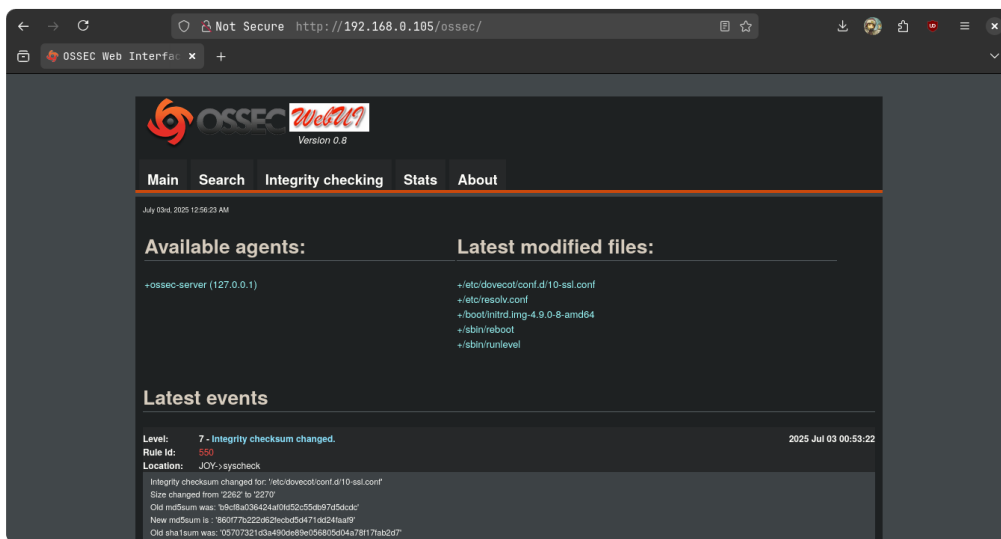 Not Secure http://192.168.0.105/ossec/
OSSEC Web Interfac
OSSEC WebUI
Version 0.8
Main Search Integrity checking Stats About
July 03rd, 2025 12:56:23 AM
Available agents:
+ossec-server (127.0.0.1)
Latest modified files:
+/etc/dovecot/conf.d/10-ssl.conf
+/etc/resolv.conf
+/boot/initrd.img-4.9.0-8-amd64
+/sbin/reboot
+/sbin/runlevel
Latest events
Level: 7 - Integrity checksum changed. 2025 Jul 03 00:53:22
Rule Id: 550
Location: JOY->syscheck
Integrity checksum changed for: '/etc/dovecot/conf.d/10-ssl.conf'
Size changed from '2262' to '2270'
Old md5sum was: 'b9cf8a036424af0fd52c55db97d5dcdc'
New md5sum is : '860f77b222d62fecbd5d471dd24faaf9'
Old sha1sum was: '05707321d3a490de89e056805d04a78f17fab2d7'